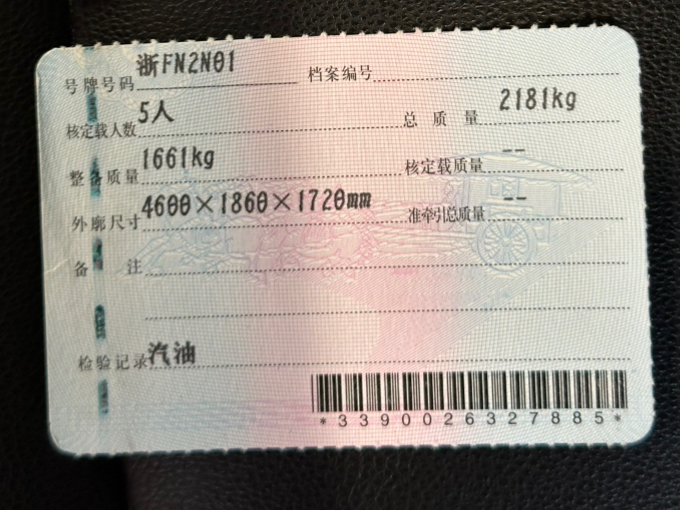 号牌号码 浙FN2N01 档案编号
核定载人数 5人 总质量 2181kg
整备质量 1661kg 核定载质量 --
外廓尺寸 4600×1860×1720mm 准牵引总质量 --
备注
检验记录 汽油
*3390026327885*